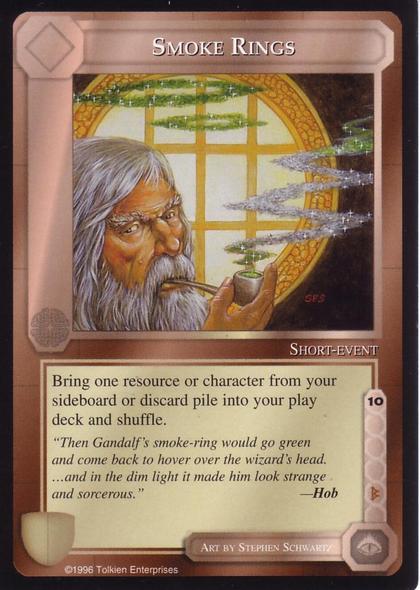 SMOKE RINGS
SFS
SHORT-EVENT
Bring one resource or character from your
sideboard or discard pile into your play
deck and shuffle.
10
"Then Gandalf's smoke-ring would go green
and come back to hover over the wizard's head.
...and in the dim light it made him look strange
and sorcerous." —Hob
ART BY STEPHEN SCHWARTZ
©1996 Tolkien Enterprises